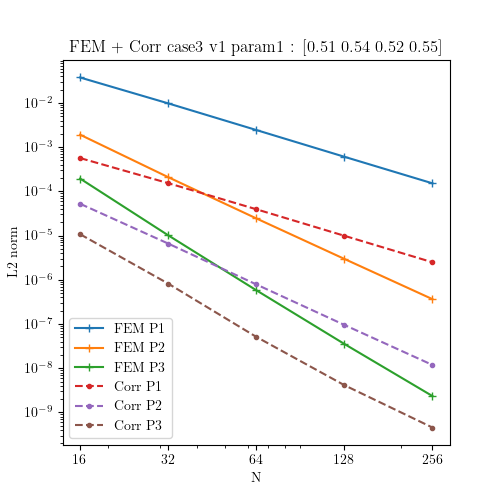 FEM + Corr case3 v1 param1 : [0.51 0.54 0.52 0.55]
L2 norm
10⁻²
10⁻³
10⁻⁴
10⁻⁵
10⁻⁶
10⁻⁷
10⁻⁸
10⁻⁹
FEM P1
FEM P2
FEM P3
Corr P1
Corr P2
Corr P3
16 32 64 128 256
N